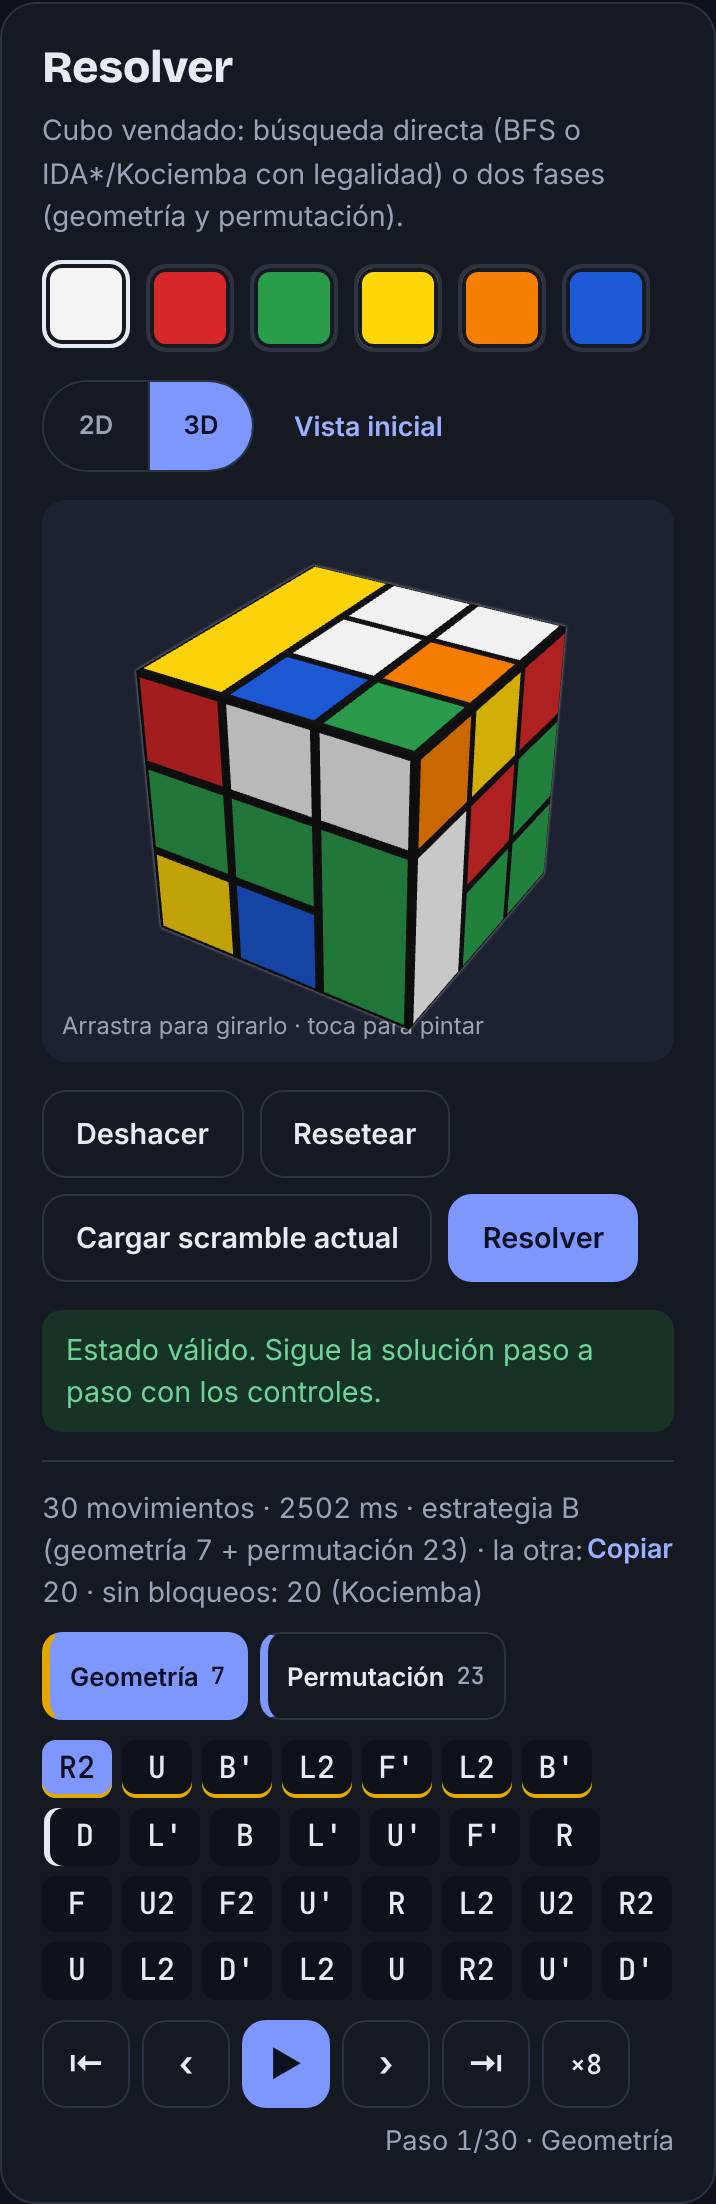 Resolver
Cubo vendado: búsqueda directa (BFS o
IDA*/Kociemba con legalidad) o dos fases
(geometría y permutación).
2D 3D Vista inicial
Arrastra para girarlo · toca para pintar
Deshacer Resetear
Cargar scramble actual Resolver
Estado válido. Sigue la solución paso a
paso con los controles.
30 movimientos · 2502 ms · estrategia B
(geometría 7 + permutación 23) · la otra: Copiar
20 · sin bloqueos: 20 (Kociemba)
Geometría 7 Permutación 23
R2 U B' L2 F' L2 B'
D L' B L' U' F' R
F U2 F2 U' R L2 U2 R2
U L2 D' L2 U R2 U' D'
×8
Paso 1/30 · Geometría